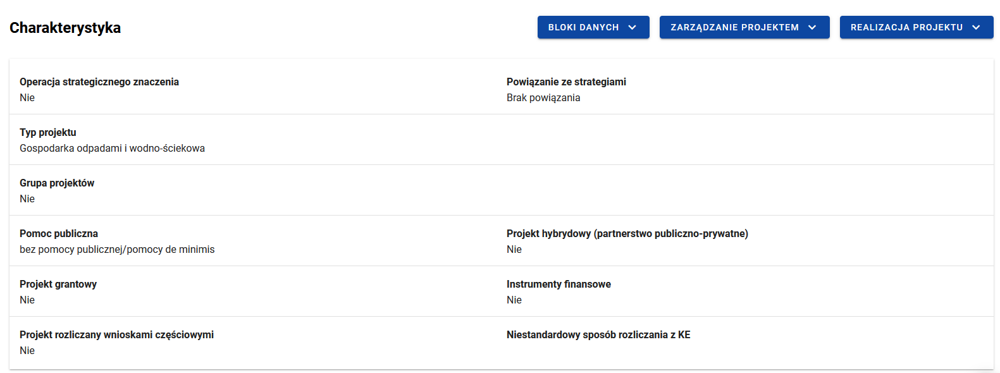 Charakterystyka
BLOKI DANYCH
ZARZĄDZANIE PROJEKTEM
REALIZACJA PROJEKTU
Operacja strategicznego znaczenia
Nie
Powiązanie ze strategiami
Brak powiązania
Typ projektu
Gospodarka odpadami i wodno-ściekowa
Grupa projektów
Nie
Pomoc publiczna
bez pomocy publicznej/pomocy de minimis
Projekt hybrydowy (partnerstwo publiczno-prywatne)
Nie
Projekt grantowy
Nie
Instrumenty finansowe
Nie
Projekt rozliczany wnioskami częściowymi
Nie
Niestandardowy sposób rozliczania z KE